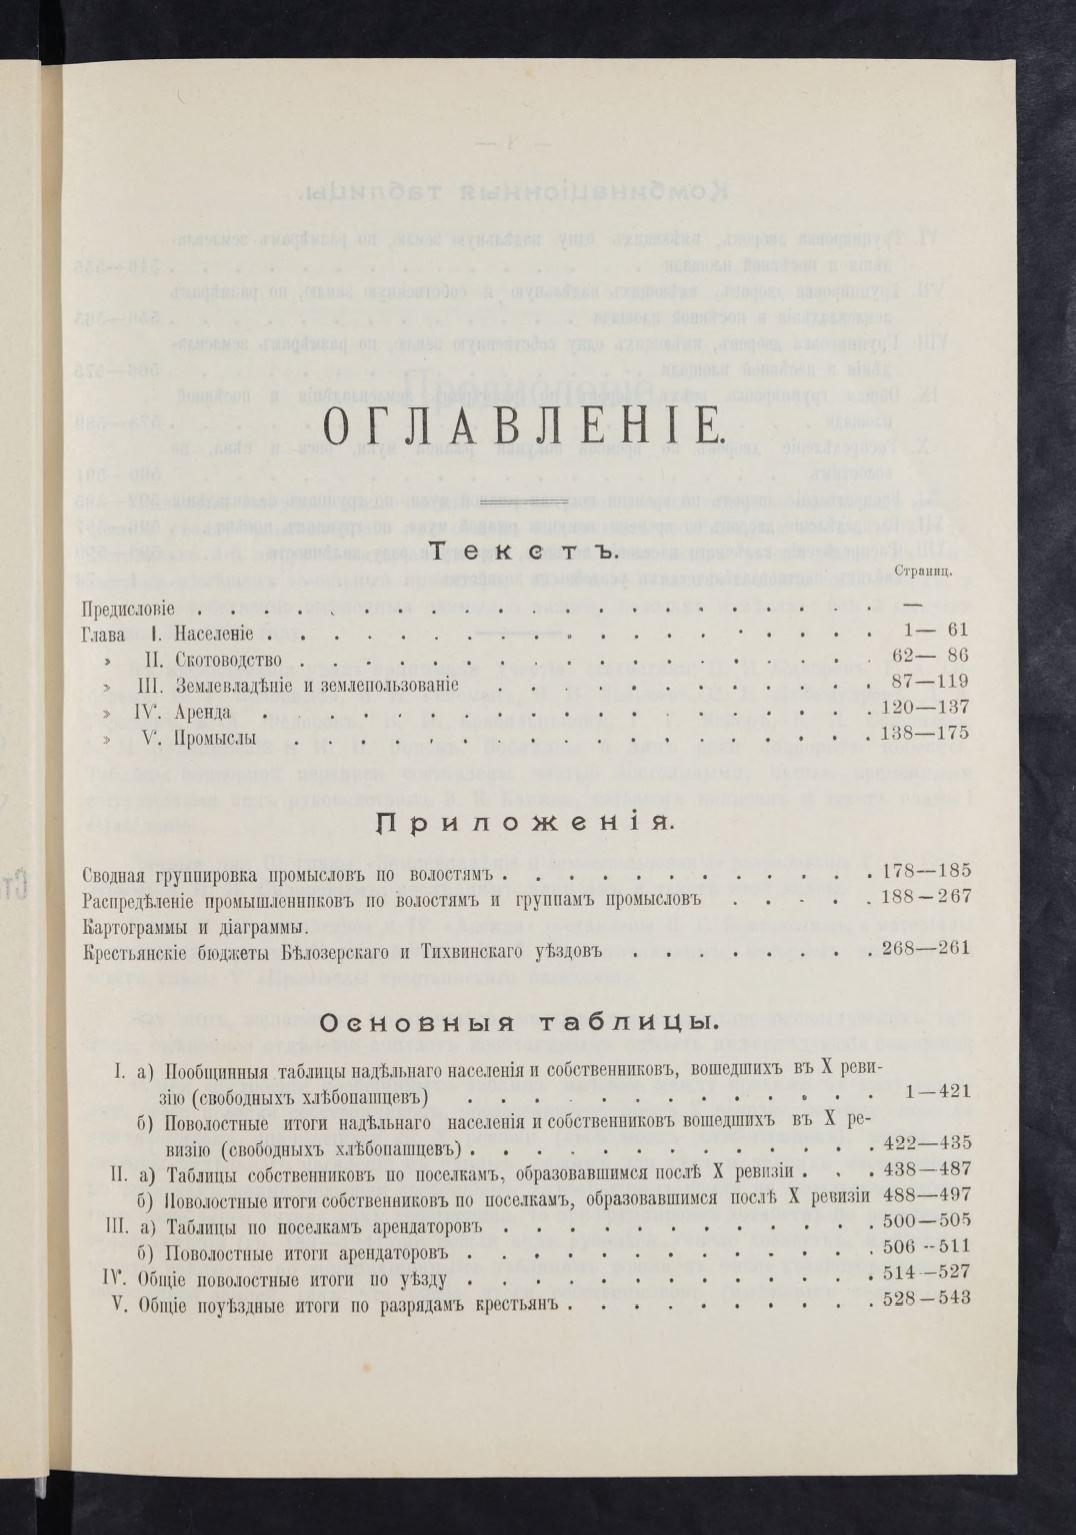 ОГЛАВЛЕНІЕ.
Текстъ.
Страниц.
Предисловіе . . . . . . . . . . . . . . . . . . . . —
Глава I. Населеніе . . . . . . . . . . . . . . . . . . . 1— 61
» II. Скотоводство . . . . . . . . . . . . . . . . . . 62— 86
» III. Землевладѣніе и землепользованіе . . . . . . . . . . . . 87—119
» IV. Аренда . . . . . . . . . . . . . . . . . . 120—137
» V. Промыслы . . . . . . . . . . . . . . . . . . 138—175
Приложенія.
Сводная группировка промысловъ по волостямъ . . . . . . . . . . . . 178—185
Распредѣленіе промышленниковъ по волостямъ и группамъ промысловъ . . . . . 188—267
Картограммы и діаграммы.
Крестьянскіе бюджеты Бѣлозерскаго и Тихвинскаго уѣздовъ . . . . . . . . 268—261
Основныя таблицы.
I. а) Пообщинныя таблицы надѣльнаго населенія и собственниковъ, вошедшихъ въ X реви-
зію (свободныхъ хлѣбопашцевъ) . . . . . . . . . . . . . 1—421
б) Поволостные итоги надѣльнаго населенія и собственниковъ вошедшихъ въ X ре-
визію (свободныхъ хлѣбопашцевъ) . . . . . . . . . . . . . 422—435
II. а) Таблицы собственниковъ по поселкамъ, образовавшимся послѣ X ревизіи . . . 438—487
б) Поволостные итоги собственниковъ по поселкамъ, образовавшимся послѣ X ревизіи 488—497
III. а) Таблицы по поселкамъ арендаторовъ . . . . . . . . . . . . 500—505
б) Поволостные итоги арендаторовъ . . . . . . . . . . . . . 506—511
IV. Общіе поволостные итоги по уѣзду . . . . . . . . . . . . . 514—527
V. Общіе поуѣздные итоги по разрядамъ крестьянъ . . . . . . . . . . 528—543